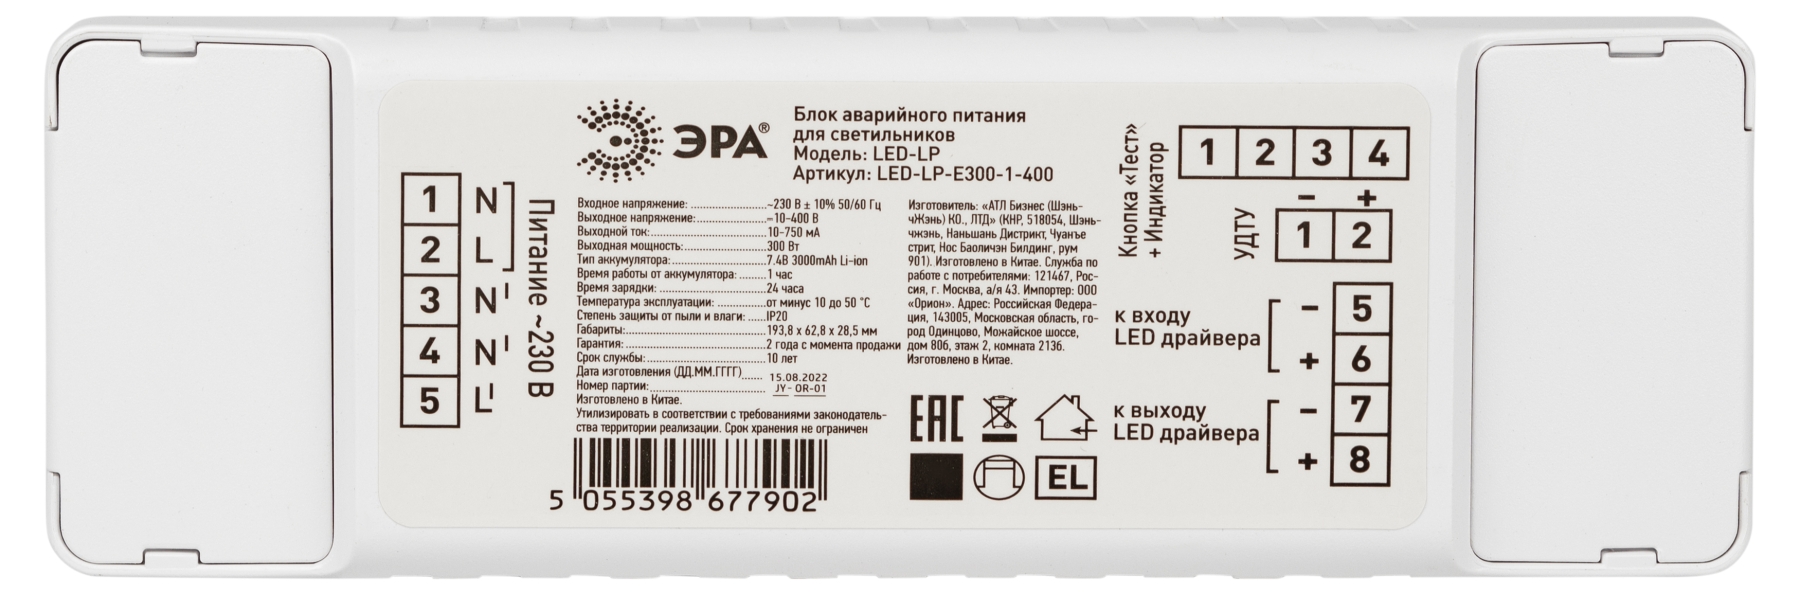 1 N
2 L
3 N'
4 N'
5 L'
Питание ~230 В
ЭРА®
Блок аварийного питания
для светильников
Модель: LED-LP
Артикул: LED-LP-E300-1-400
Входное напряжение: ~230 В ± 10% 50/60 Гц
Выходное напряжение: ⎓10-400 В
Выходной ток: 10-750 мА
Выходная мощность: 300 Вт
Тип аккумулятора: 7.4В 3000mAh Li-ion
Время работы от аккумулятора: 1 час
Время зарядки: 24 часа
Температура эксплуатации: от минус 10 до 50 °С
Степень защиты от пыли и влаги: IP20
Габариты: 193,8 x 62,8 x 28,5 мм
Гарантия: 2 года с момента продажи
Срок службы: 10 лет
Дата изготовления (ДД.ММ.ГГГГ) 15.08.2022
Номер партии: JY- OR-01
Изготовлено в Китае.
Утилизировать в соответствии с требованиями законодатель-
ства территории реализации. Срок хранения не ограничен
5 055398 677902
Изготовитель: «АТЛ Бизнес (Шэнь-
чЖэнь) КО., ЛТД» (КНР, 518054, Шэнь-
чжэнь, Наньшань Дистрикт, Чуанъе
стрит, Нос Баоличэн Билдинг, рум
901). Изготовлено в Китае. Служба по
работе с потребителями: 121467, Рос-
сия, г. Москва, а/я 43. Импортер: ООО
«Орион». Адрес: Российская Федера-
ция, 143005, Московская область, го-
род Одинцово, Можайское шоссе,
дом 80б, этаж 2, комната 2136.
Изготовлено в Китае.
EAC
EL
Кнопка «Тест»
+ Индикатор
1 2 3 4
− +
УДТУ
1 2
к входу
LED драйвера
− 5
+ 6
к выходу
LED драйвера
− 7
+ 8